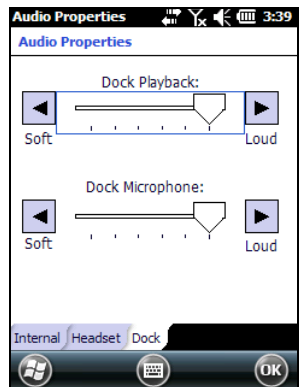 Audio Properties 3:39
Audio Properties
Dock Playback:
Soft Loud
Dock Microphone:
Soft Loud
Internal Headset Dock
OK